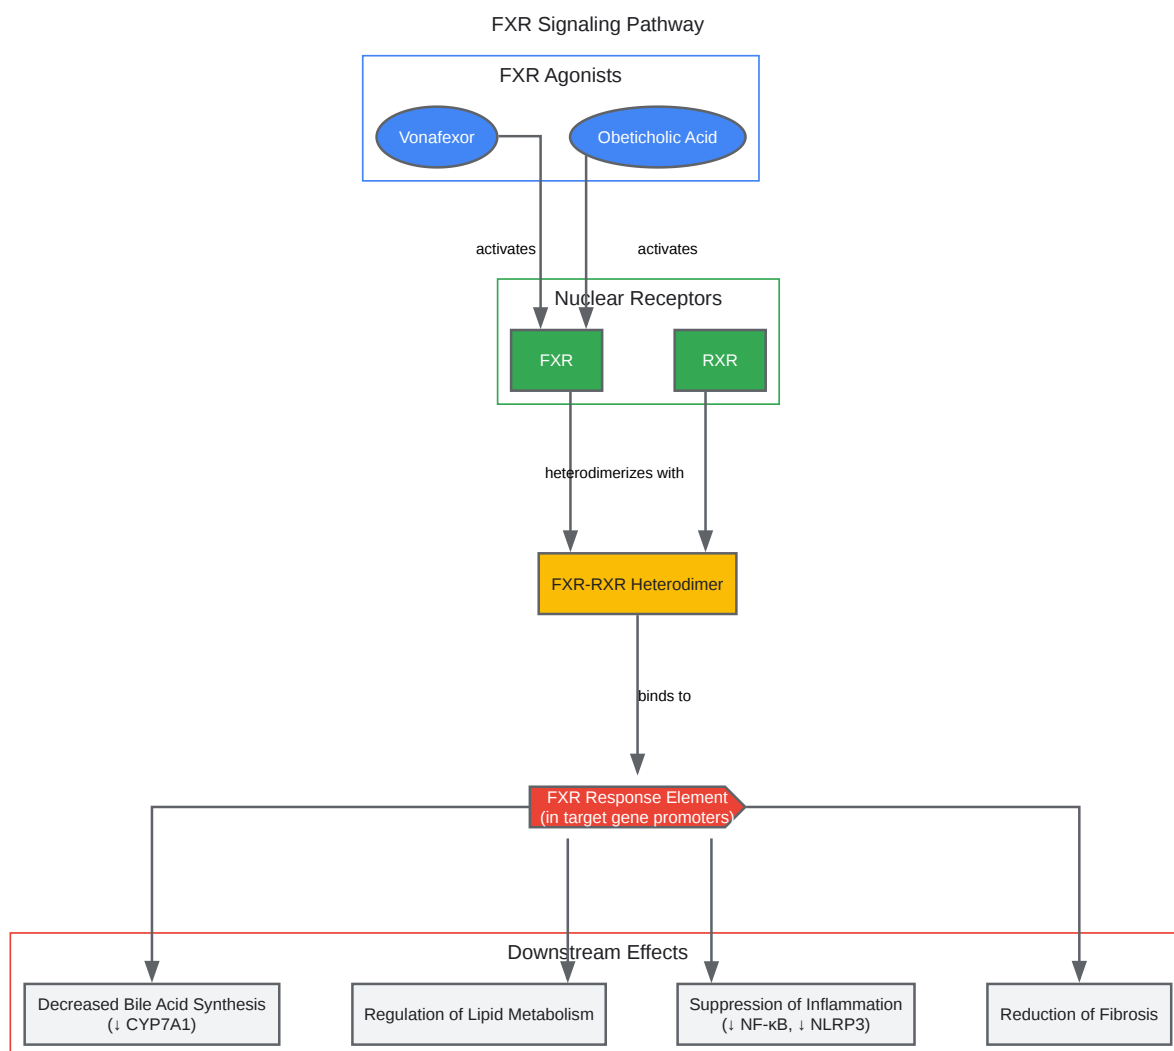 FXR Signaling Pathway
FXR Agonists
Vonafexor
Obeticholic Acid
activates
activates
Nuclear Receptors
FXR
RXR
heterodimerizes with
FXR-RXR Heterodimer
binds to
FXR Response Element
(in target gene promoters)
Downstream Effects
Decreased Bile Acid Synthesis
(↓ CYP7A1)
Regulation of Lipid Metabolism
Suppression of Inflammation
(↓ NF-κB, ↓ NLRP3)
Reduction of Fibrosis